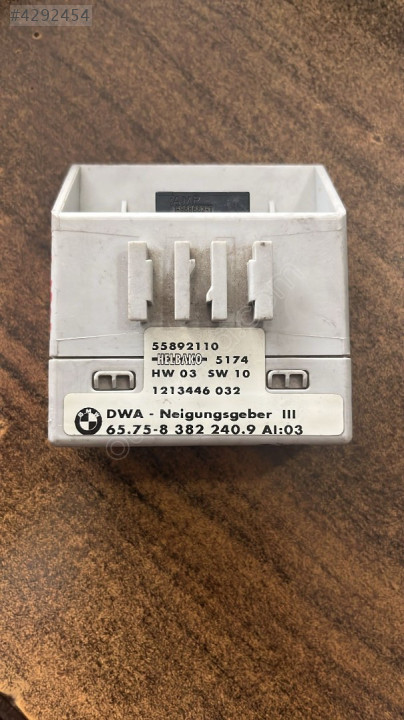 #4292454
AMP
55892110
HELBAKO 5174
HW 03 SW 10
1213446 032
DWA - Neigungsgeber III
65.75-8 382 240.9 AI:03